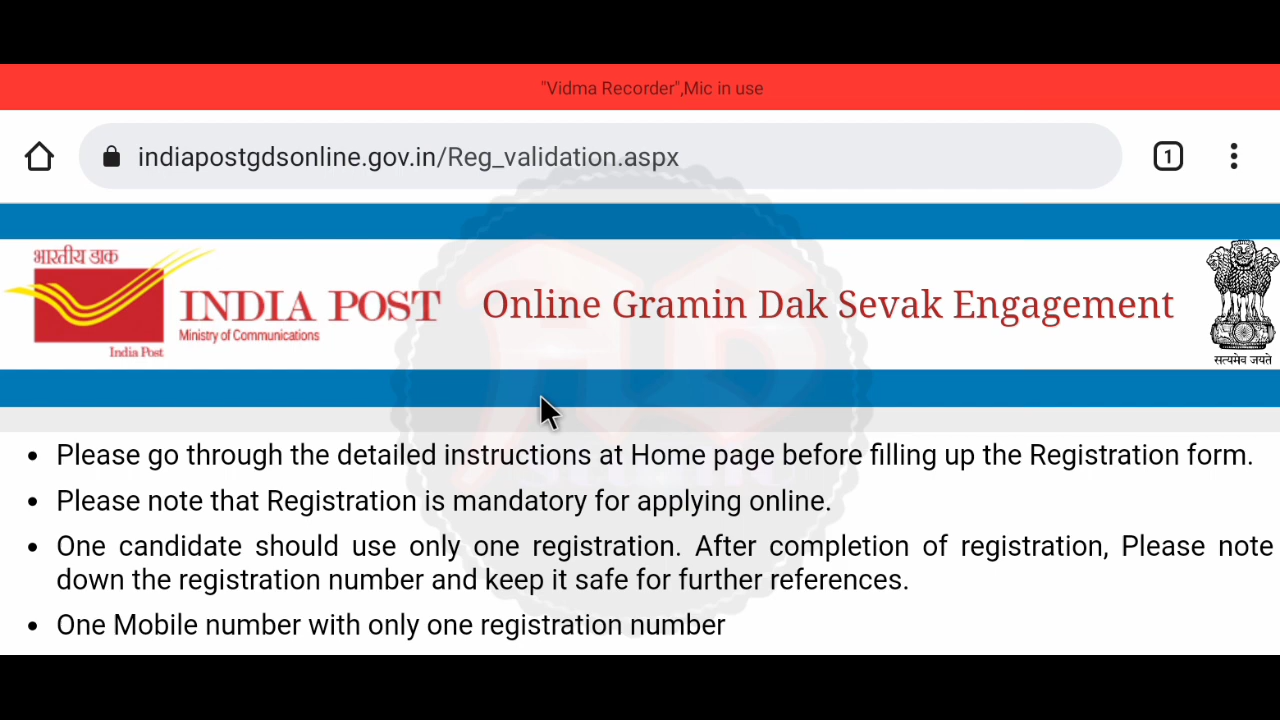 "Vidma Recorder",Mic in use
indiapostgdsonline.gov.in/Reg_validation.aspx
1
भारतीय डाक
INDIA POST
Ministry of Communications
India Post
Online Gramin Dak Sevak Engagement
सत्यमेव जयते
• Please go through the detailed instructions at Home page before filling up the Registration form.
• Please note that Registration is mandatory for applying online.
• One candidate should use only one registration. After completion of registration, Please note
down the registration number and keep it safe for further references.
• One Mobile number with only one registration number